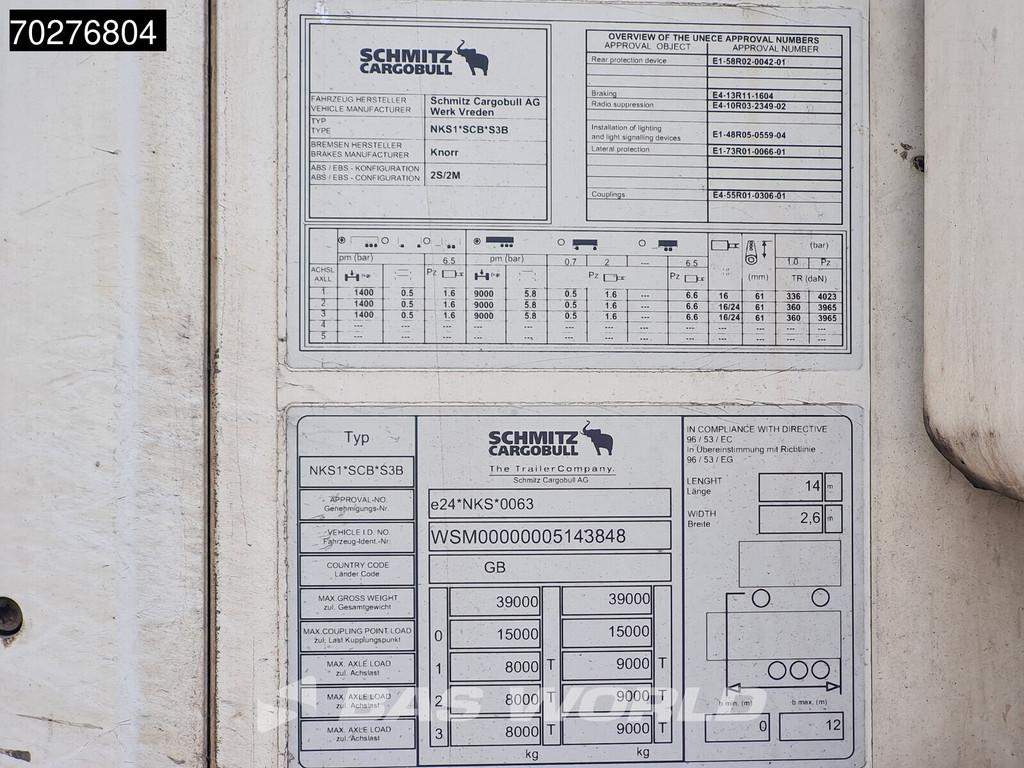 70276804
SCHMITZ
CARGOBULL
FAHRZEUG HERSTELLER
VEHICLE MANUFACTURER
Schmitz Cargobull AG
Werk Vreden
TYP
TYPE
NKS1*SCB*S3B
BREMSEN HERSTELLER
BRAKES MANUFACTURER
Knorr
ABS / EBS - KONFIGURATION
ABS / EBS - CONFIGURATION
2S/2M
OVERVIEW OF THE UNECE APPROVAL NUMBERS
APPROVAL OBJECT APPROVAL NUMBER
Rear protection device E1-58R02-0042-01
Braking E4-13R11-1604
Radio suppression E4-10R03-2349-02
Installation of lighting
and light signalling devices E1-48R05-0559-04
Lateral protection E1-73R01-0066-01
Couplings E4-55R01-0306-01
pm (bar) 6.5 pm (bar) 0.7 2 --- 6.5 (bar)
1.0 Pz
ACHSL
AXLL
Pz Pz Pz (mm) TR (daN)
1 1400 0.5 1.6 9000 5.8 0.5 1.6 --- 6.6 16 61 336 4023
2 1400 0.5 1.6 9000 5.8 0.5 1.6 --- 6.6 16/24 61 360 3965
3 1400 0.5 1.6 9000 5.8 0.5 1.6 --- 6.6 16/24 61 360 3965
4 --- --- --- --- --- --- --- --- --- --- --- --- ---
5 --- --- --- --- --- --- --- --- --- --- --- --- ---
Typ
NKS1*SCB*S3B
SCHMITZ
CARGOBULL
The TrailerCompany.
Schmitz Cargobull AG
APPROVAL-NO.
Genehmigungs-Nr.
e24*NKS*0063
VEHICLE I.D. NO.
Fahrzeug-Ident.-Nr.
WSM00000005143848
COUNTRY CODE
Länder Code
GB
MAX.GROSS WEIGHT
zul. Gesamtgewicht
39000 39000
MAX.COUPLING POINT LOAD
zul. Last Kupplungspunkt
0 15000 15000
MAX. AXLE LOAD
zul. Achslast
1 8000 T 9000 T
MAX. AXLE LOAD
zul. Achslast
2 8000 T 9000 T
MAX. AXLE LOAD
zul. Achslast
3 8000 T 9000 T
kg kg
IN COMPLIANCE WITH DIRECTIVE
96 / 53 / EC
In Übereinstimmung mit Richtlinie
96 / 53 / EG
LENGHT
Länge
14 m
WIDTH
Breite
2,6 m
b min. (m) b max. (m)
0 12
BAS WORLD